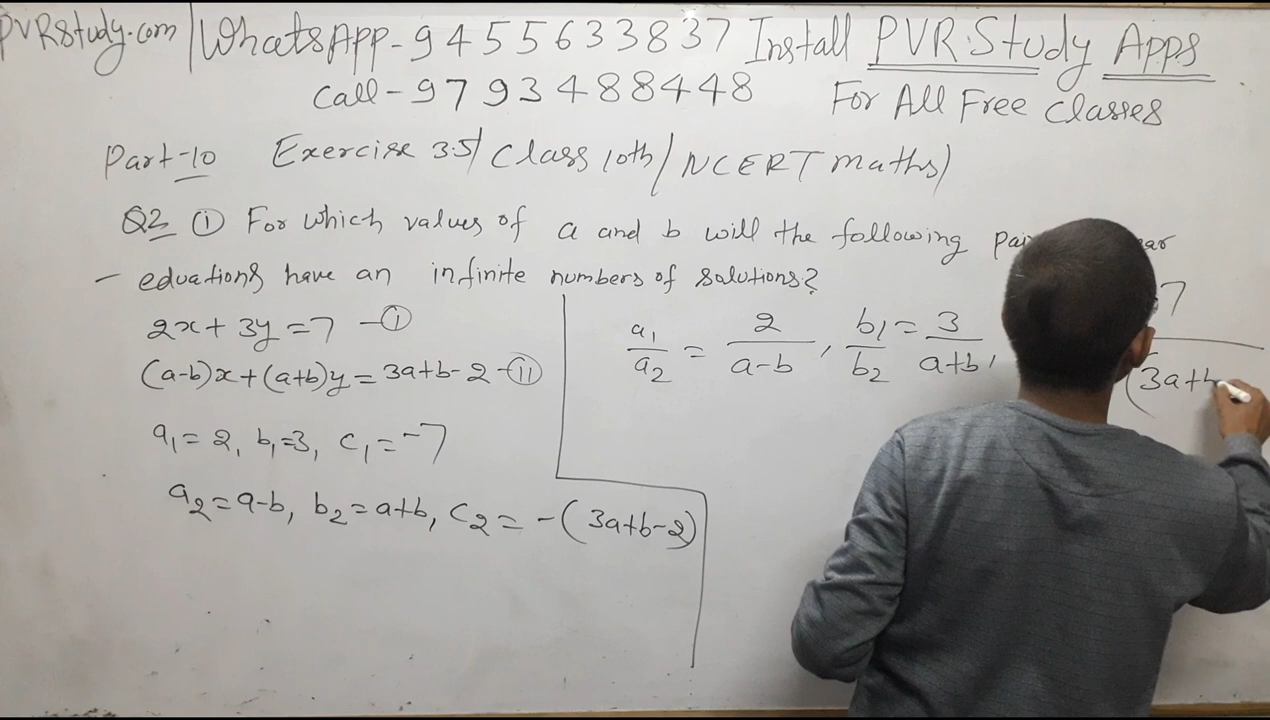 PVRStudy.com | WhatsApp-9455633837 Install PVR Study Apps
Call-9793488448 For All Free Classes
Part-10 Exercise 3.5/ Class 10th/ NCERT maths)
Q2 (i) For which values of a and b will the following
- eduations have an infinite numbers of solutions?
2x + 3y = 7 -(i)
(a-b)x+(a+b)y = 3a+b-2 -(ii)
a₁ = 2, b₁=3, c₁ = -7
a₂ = a-b, b₂ = a+b, c₂ = -(3a+b-2)
a₁/a₂ = 2/(a-b), b₁/b₂ = 3/(a+b),
7
(3a+b